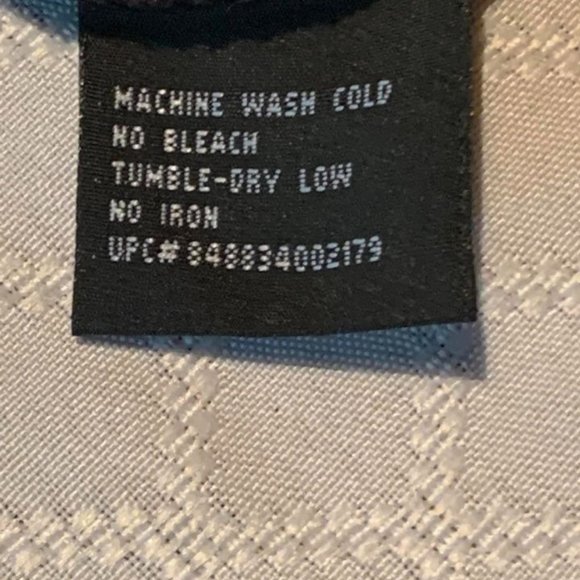 MACHINE WASH COLD
NO BLEACH
TUMBLE-DRY LOW
NO IRON
UPC# 848834002179